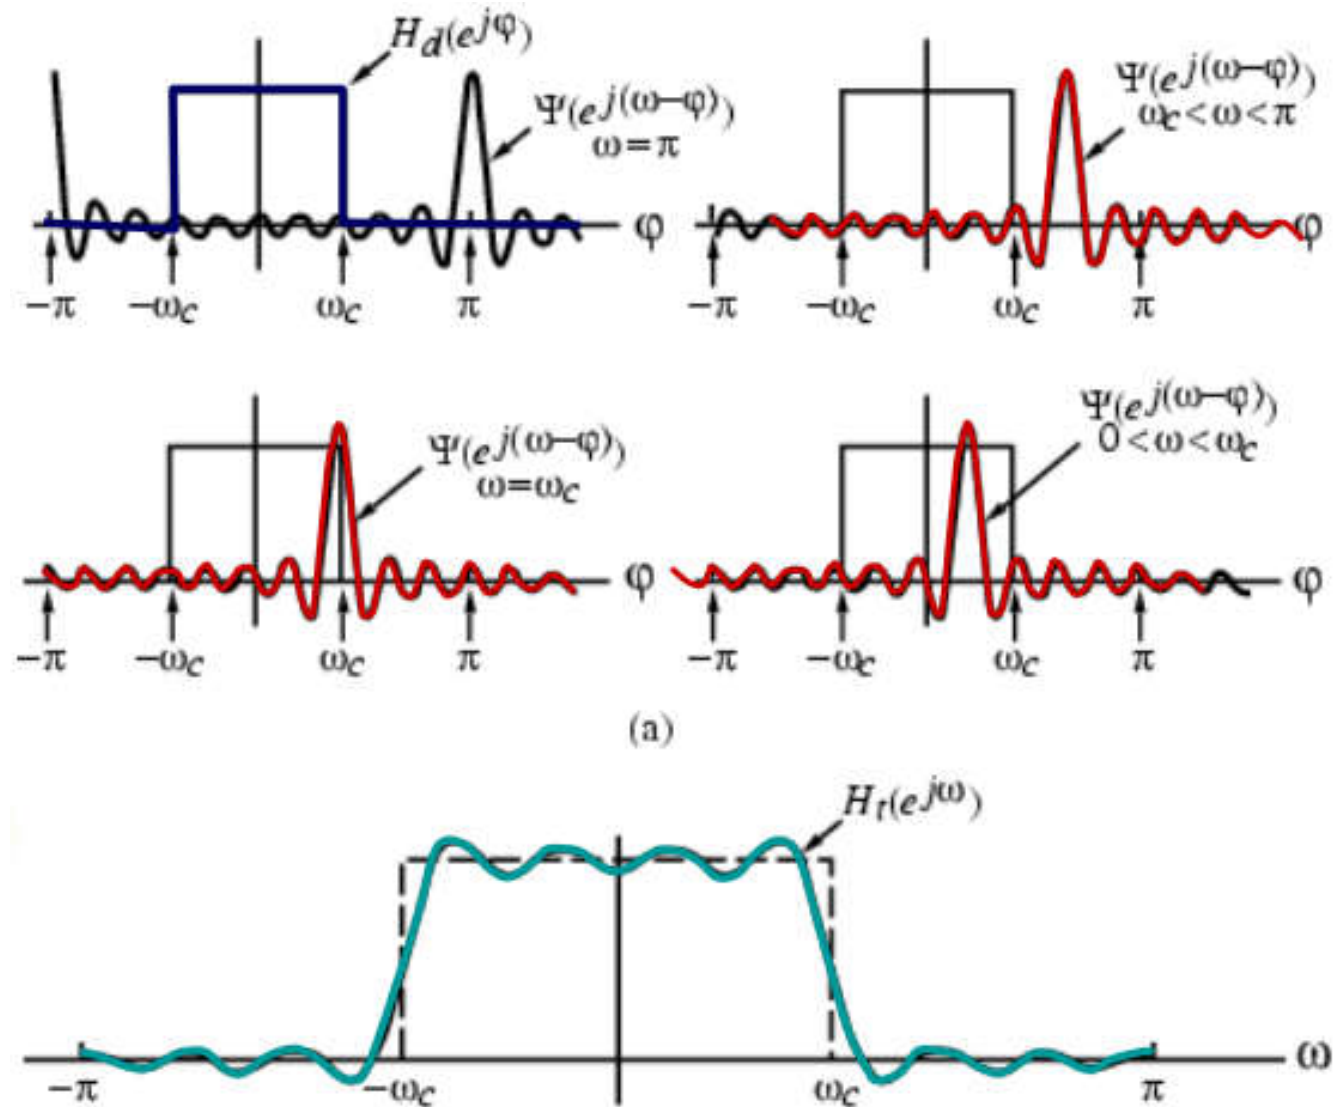 H_d(e^{jφ})
Ψ(e^{j(ω−φ)})
ω=π
φ
−π −ω_c ω_c π
Ψ(e^{j(ω−φ)})
ω_c<ω<π
φ
−π −ω_c ω_c π
Ψ(e^{j(ω−φ)})
ω=ω_c
φ
−π −ω_c ω_c π
Ψ(e^{j(ω−φ)})
0<ω<ω_c
φ
−π −ω_c ω_c π
(a)
H_t(e^{jω})
ω
−π −ω_c ω_c π